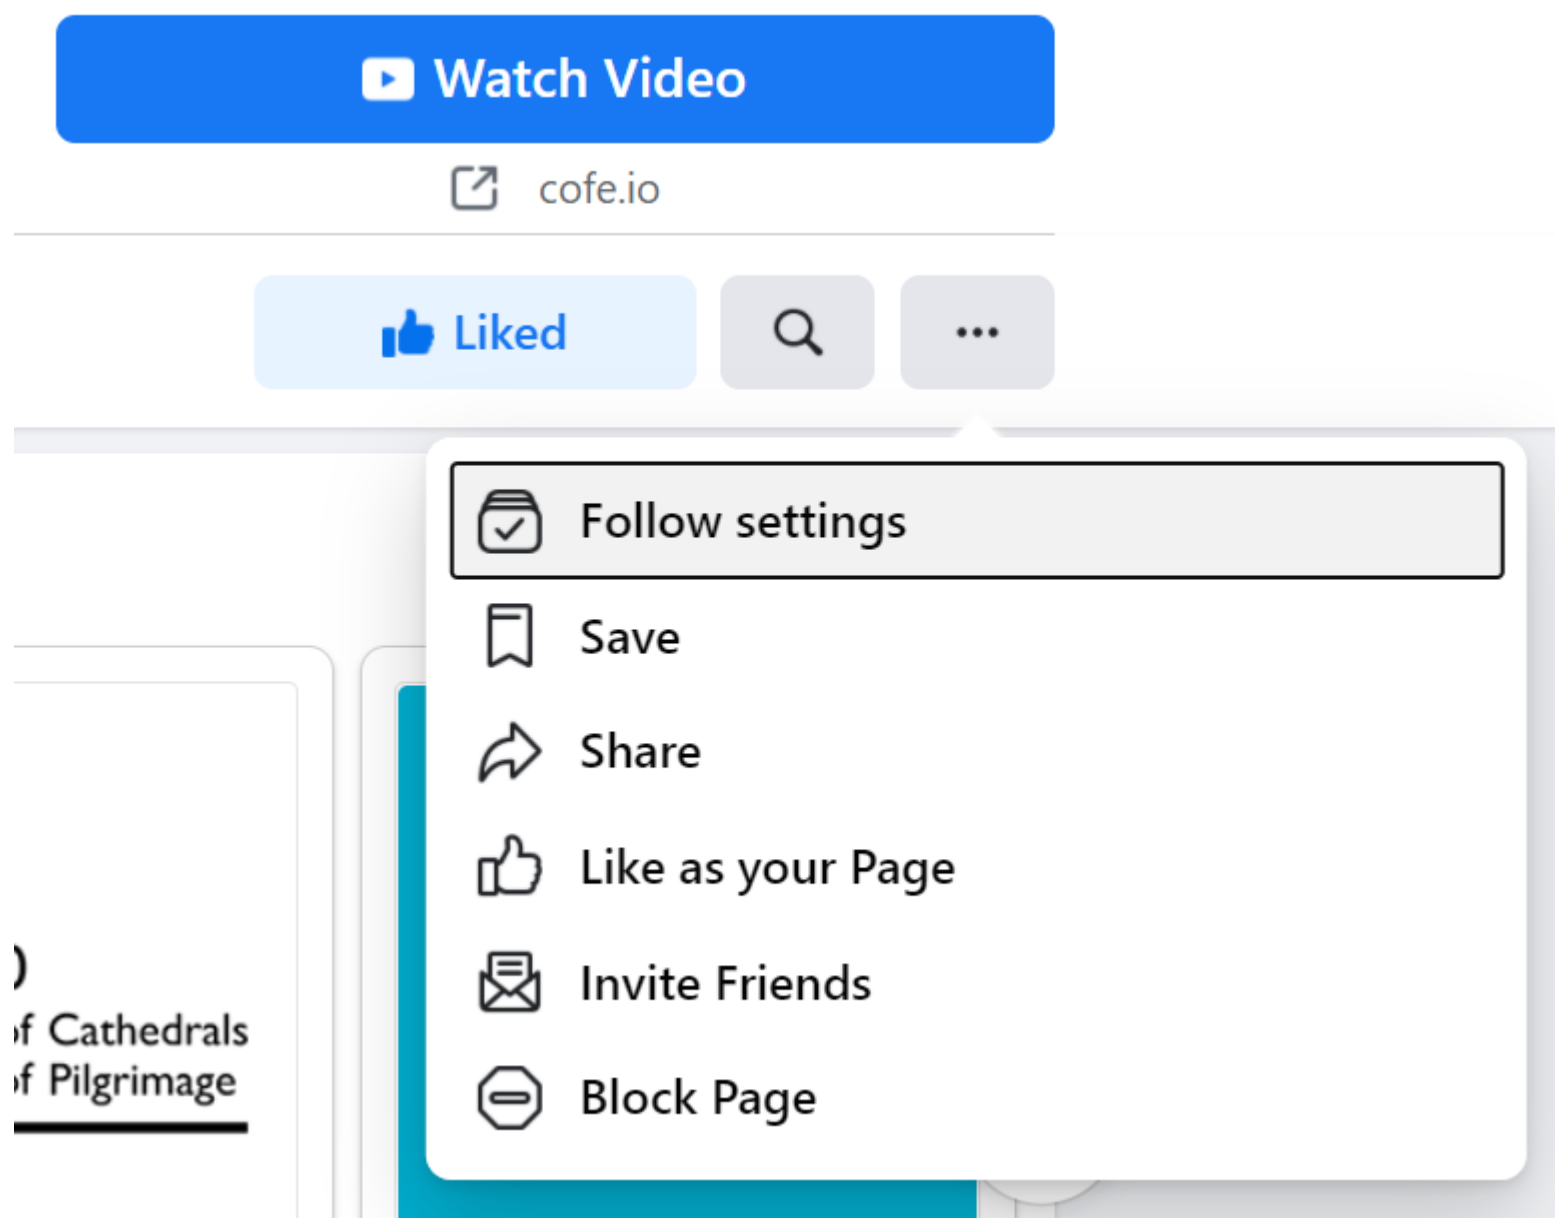 Watch Video
cofe.io
Liked
Follow settings
Save
Share
Like as your Page
Invite Friends
Block Page
Cathedrals
Pilgrimage